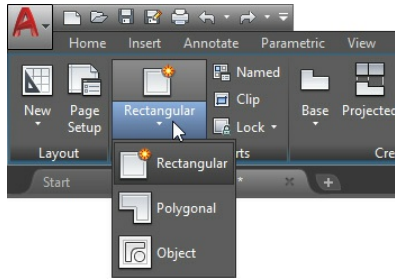 A
Home Insert Annotate Parametric View
New
Page Setup
Rectangular
Named
Clip
Lock
Base
Projected
Layout
rts
Cre
Rectangular
Start
*
Polygonal
Object